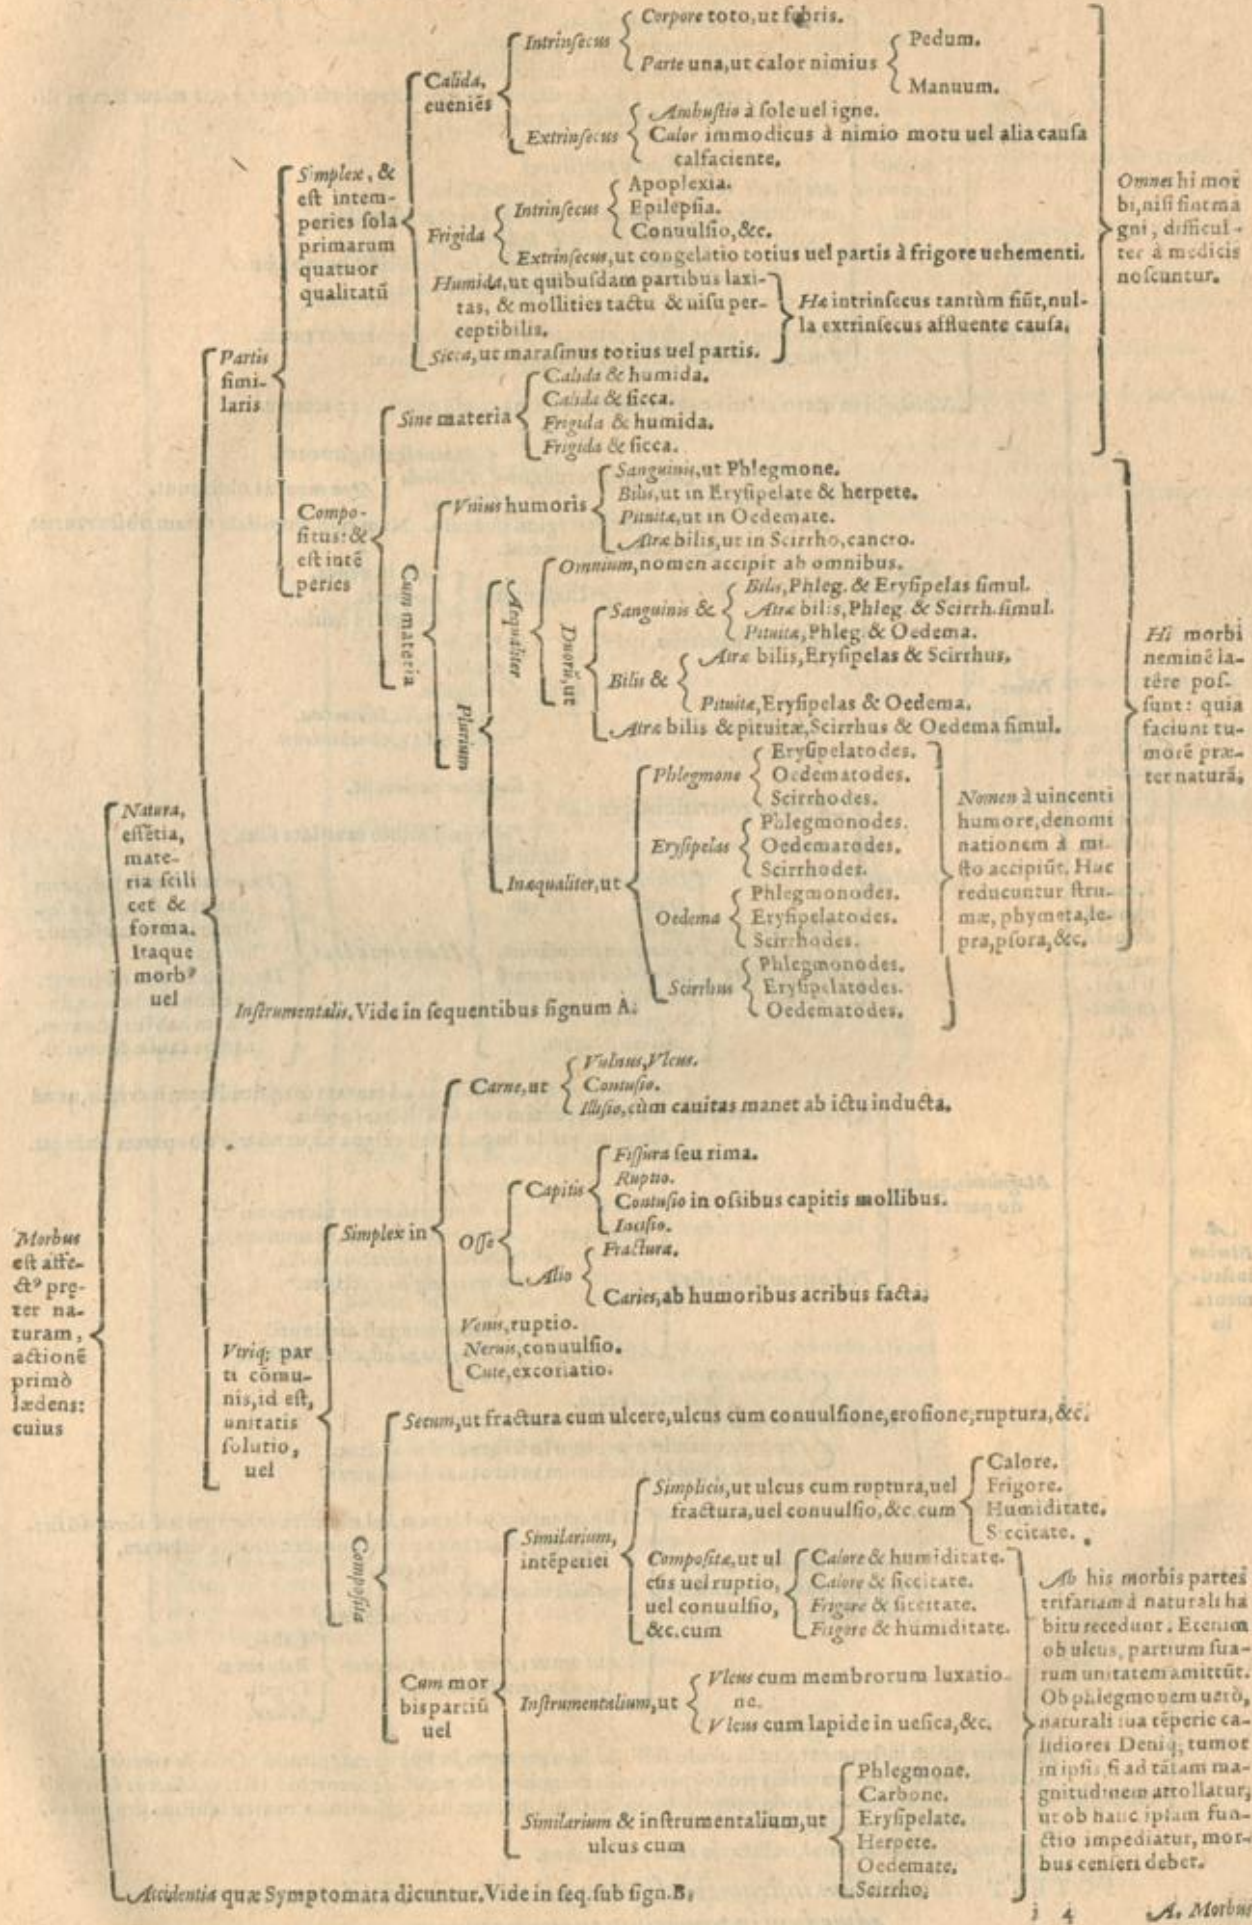 Corpore toto, ut febris.
Intrinſecus
Parte una, ut calor nimius
Pedum.
Manuum.
Calida,
eueniẽs
Extrinſecus
Ambuſtio à ſole uel igne.
Calor immodicus à nimio motu uel alia cauſa
calfaciente.
Simplex, &
eſt intem-
peries ſola
primarum
quatuor
qualitatũ
Frigida
Intrinſecus
Apoplexia.
Epilepſia.
Conuulſio, &c.
Extrinſecus, ut congelatio totius uel partis à frigore uehementi.
Humida, ut quibuſdam partibus laxi-
tas, & mollities tactu & uiſu per-
ceptibilis.
Sicca, ut maraſmus totius uel partis.
Hæ intrinſecus tantùm fiũt, nul-
la extrinſecus affluente cauſa.
Omnes hi mor
bi, niſi ſint ma
gni, difficul-
ter à medicis
noſcuntur.
Partis
ſimi-
laris
Compo-
ſitus: &
eſt intẽ
peries
Sine materia
Calida & humida.
Calida & ſicca.
Frigida & humida.
Frigida & ſicca.
Cum materia
Vnius humoris
Sanguinis, ut Phlegmone.
Bilis, ut in Eryſipelate & herpete.
Pituitæ, ut in Oedemate.
Atræ bilis, ut in Scirrho, cancro.
Plurium
Aequaliter
Omnium, nomen accipit ab omnibus.
Duorũ, ut
Sanguinis &
Bilis, Phleg. & Eryſipelas ſimul.
Atræ bilis, Phleg. & Scirrh. ſimul.
Pituitæ, Phleg. & Oedema.
Bilis &
Atræ bilis, Eryſipelas & Scirrhus.
Pituitæ, Eryſipelas & Oedema.
Atræ bilis & pituitæ, Scirrhus & Oedema ſimul.
Inæqualiter, ut
Phlegmone
Eryſipelatodes.
Oedematodes.
Scirrhodes.
Eryſipelas
Phlegmonodes.
Oedematodes.
Scirrhodes.
Oedema
Phlegmonodes.
Eryſipelatodes.
Scirrhodes.
Scirrhus
Phlegmonodes.
Eryſipelatodes.
Oedematodes.
Nomen à uincenti
humore, denomi
nationem à mi-
ſto accipiũt. Huc
reducuntur ſtru-
mæ, phymeta, le-
pra, pſora, &c.
Hi morbi
neminẽ la-
tére poſ-
ſunt: quia
faciunt tu-
morẽ præ-
ter naturã.
Natura,
eſſẽtia,
mate-
ria ſcili
cet &
forma.
Itaque
morbꝰ
uel
Inſtrumentalis. Vide in ſequentibus ſignum A.
Morbus
eſt affe-
ctꝰ prę-
ter na-
turam,
actionẽ
primò
lædens:
cuius
Vtriq; par
ti cõmu-
nis, id eſt,
unitatis
ſolutio,
uel
Simplex in
Carne, ut
Vulnus, Vlcus.
Contuſio.
Illiſio, cùm cauitas manet ab ictu inducta.
Oſſe
Capitis
Fiſſura ſeu rima.
Ruptio.
Contuſio in oſſibus capitis mollibus.
Inciſio.
Alio
Fractura.
Caries, ab humoribus acribus facta.
Venis, ruptio.
Neruis, conuulſio.
Cute, excoriatio.
Compoſita
Secum, ut fractura cum ulcere, ulcus cum conuulſione, eroſione, ruptura, &c.
Cum mor
bis partiũ
uel
Similarium,
intẽperiei
Simplicis, ut ulcus cum ruptura, uel
fractura, uel conuulſio, &c. cum
Calore.
Frigore.
Humiditate.
Siccitate.
Compoſitæ, ut ul
cus uel ruptio,
uel conuulſio,
&c. cum
Calore & humiditate.
Calore & ſiccitate.
Frigore & ſiccitate.
Frigore & humiditate.
Inſtrumentalium, ut
Vlcus cum membrorum luxatio-
ne.
Vlcus cum lapide in ueſica, &c.
Similarium & inſtrumentalium, ut
ulcus cum
Phlegmone.
Carbone.
Eryſipelate.
Herpete.
Oedemate.
Scirrho.
Ab his morbis partes
trifariam à naturali ha
bitu recedunt. Etenim
ob ulcus, partium ſua-
rum unitatem amittũt.
Ob phlegmonem uerò,
naturali ſua tẽperie ca-
lidiores. Deniq; tumor
in ipſis, ſi ad tãtam ma-
gnitudinem attollatur,
ut ob hanc ipſam fun-
ctio impediatur, mor-
bus cenſeri debet.
Accidentia quæ Symptomata dicuntur. Vide in ſeq. ſub ſign. B.
i 4
A. Morbus